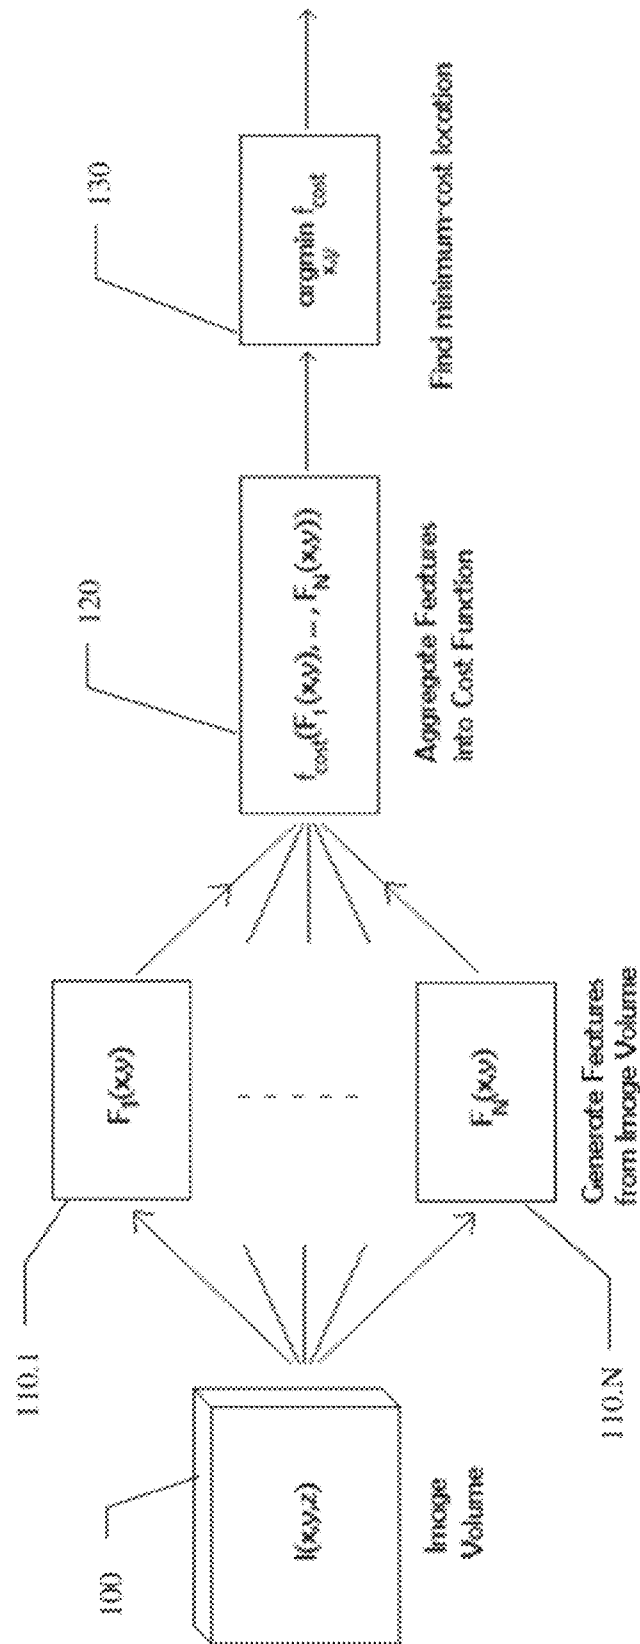 100
I(x,y,z)
Image
Volume
110.1
F1(x,y)
FN(x,y)
110.N
Generate Features
from Image Volume
120
fcost(F1(x,y), ..., FN(x,y))
Aggregate Features
into Cost Function
130
argmin fcost
x,y
Find minimum-cost location